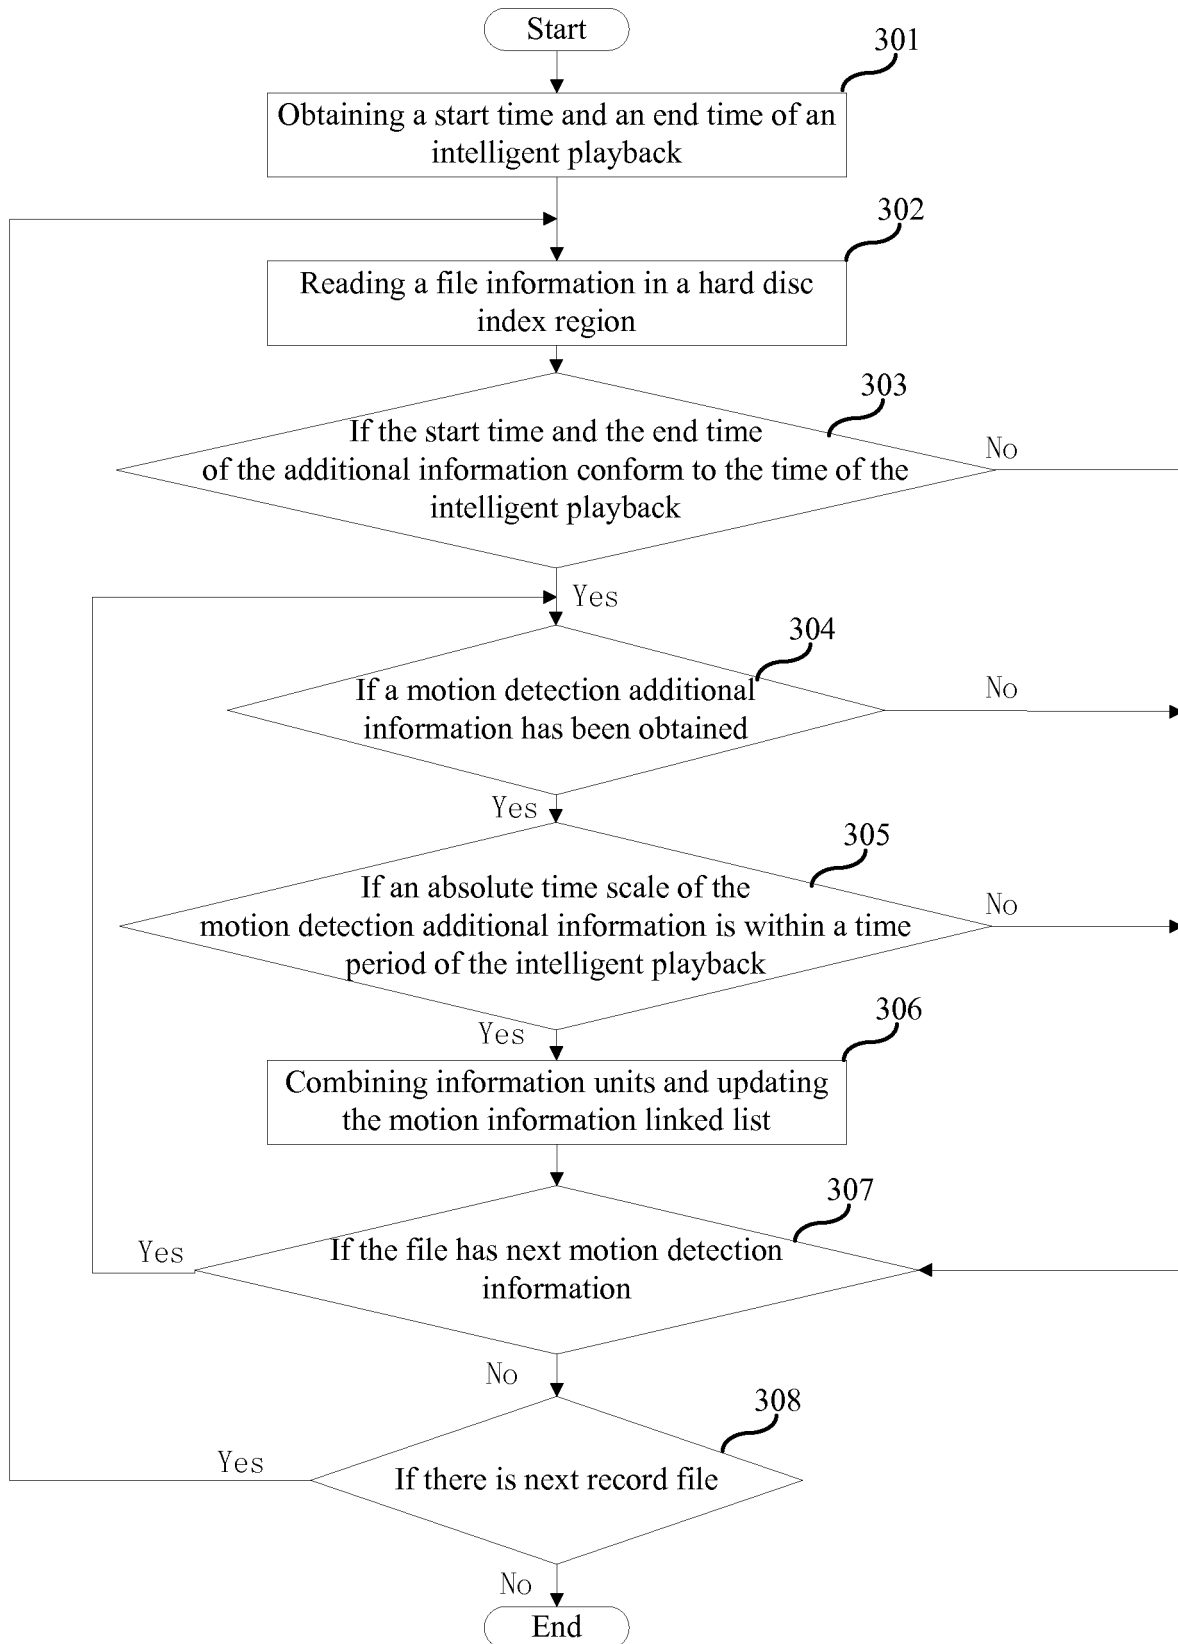 Start
301
Obtaining a start time and an end time of an
intelligent playback
302
Reading a file information in a hard disc
index region
303
If the start time and the end time
of the additional information conform to the time of the
intelligent playback
No
Yes
304
If a motion detection additional
information has been obtained
No
Yes
305
If an absolute time scale of the
motion detection additional information is within a time
period of the intelligent playback
No
Yes
306
Combining information units and updating
the motion information linked list
307
If the file has next motion detection
information
Yes
No
308
If there is next record file
Yes
No
End